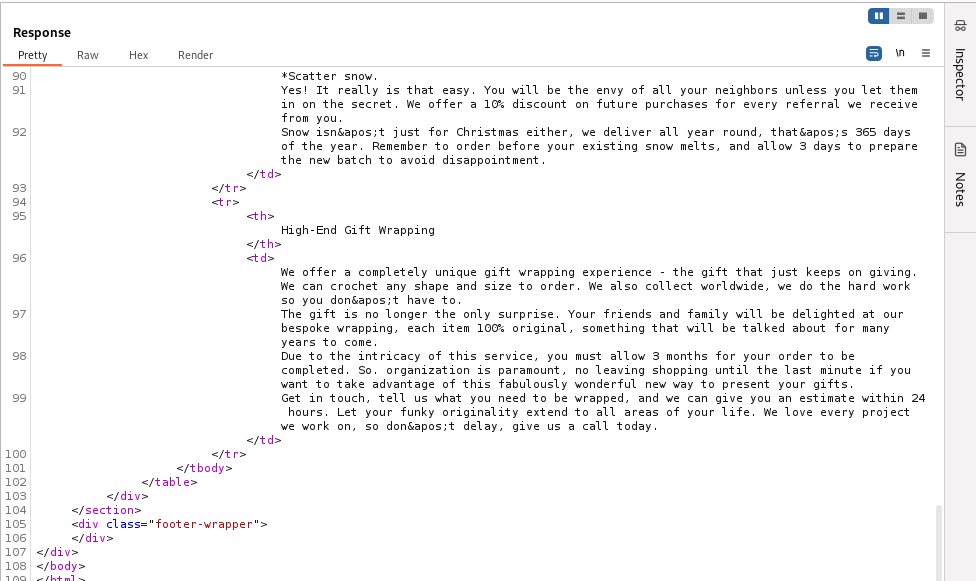 Response
Pretty Raw Hex Render
\n
90 *Scatter snow.
91 Yes! It really is that easy. You will be the envy of all your neighbors unless you let them
in on the secret. We offer a 10% discount on future purchases for every referral we receive
from you.
92 Snow isn&apos;t just for Christmas either, we deliver all year round, that&apos;s 365 days
of the year. Remember to order before your existing snow melts, and allow 3 days to prepare
the new batch to avoid disappointment.
</td>
93 </tr>
94 <tr>
95 <th>
High-End Gift Wrapping
</th>
96 <td>
We offer a completely unique gift wrapping experience - the gift that just keeps on giving.
We can crochet any shape and size to order. We also collect worldwide, we do the hard work
so you don&apos;t have to.
97 The gift is no longer the only surprise. Your friends and family will be delighted at our
bespoke wrapping, each item 100% original, something that will be talked about for many
years to come.
98 Due to the intricacy of this service, you must allow 3 months for your order to be
completed. So. organization is paramount, no leaving shopping until the last minute if you
want to take advantage of this fabulously wonderful new way to present your gifts.
99 Get in touch, tell us what you need to be wrapped, and we can give you an estimate within 24
hours. Let your funky originality extend to all areas of your life. We love every project
we work on, so don&apos;t delay, give us a call today.
</td>
100 </tr>
101 </tbody>
102 </table>
103 </div>
104 </section>
105 <div class="footer-wrapper">
106 </div>
107 </div>
108 </body>
109 </html>
Inspector
Notes